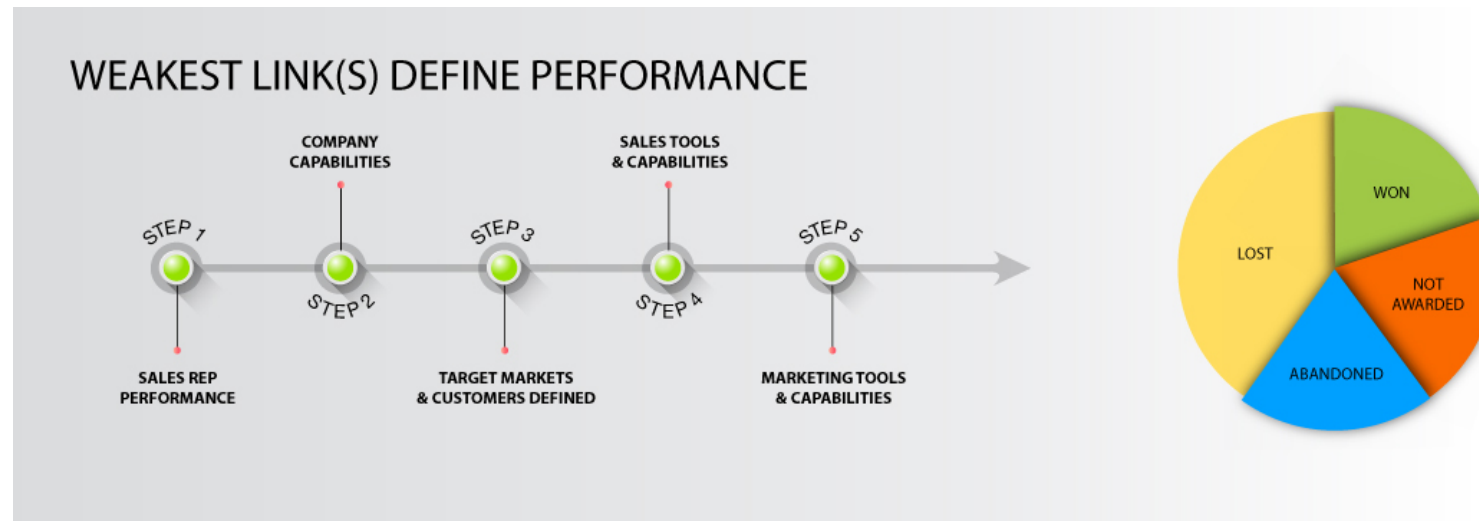 WEAKEST LINK(S) DEFINE PERFORMANCE
COMPANY
CAPABILITIES
SALES TOOLS
& CAPABILITIES
STEP 1
STEP 2
STEP 3
STEP 4
STEP 5
SALES REP
PERFORMANCE
TARGET MARKETS
& CUSTOMERS DEFINED
MARKETING TOOLS
& CAPABILITIES
WON
LOST
NOT
AWARDED
ABANDONED